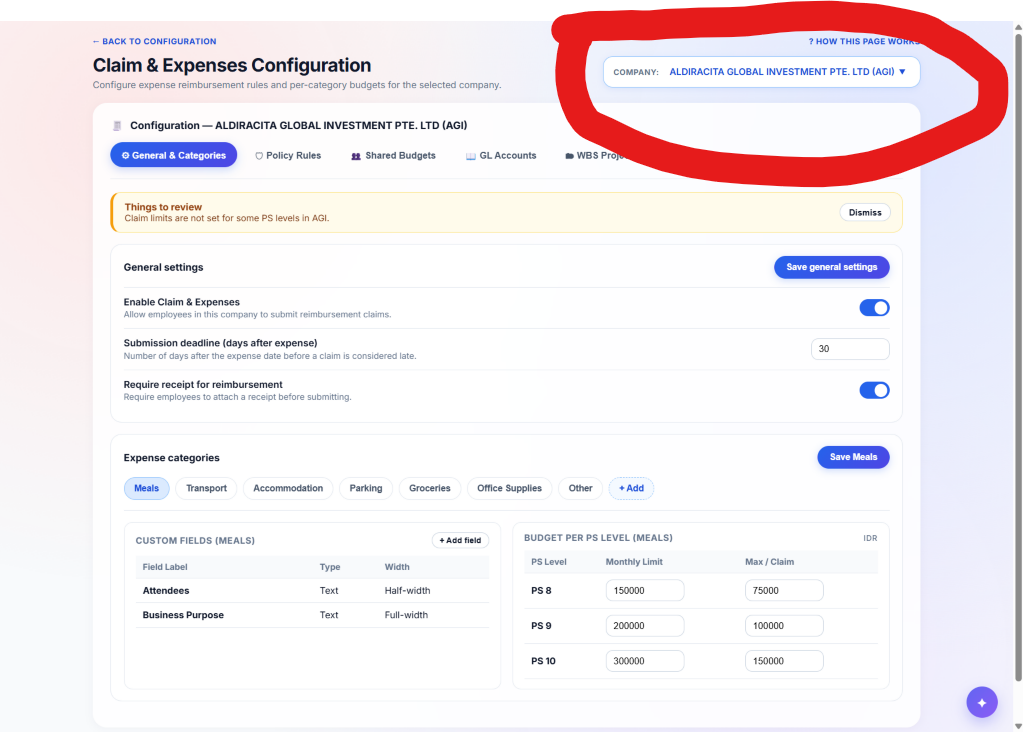 ← BACK TO CONFIGURATION
? HOW THIS PAGE WORKS
Claim & Expenses Configuration
Configure expense reimbursement rules and per-category budgets for the selected company.
COMPANY: ALDIRACITA GLOBAL INVESTMENT PTE. LTD (AGI) ▼
Configuration — ALDIRACITA GLOBAL INVESTMENT PTE. LTD (AGI)
General & Categories
Policy Rules
Shared Budgets
GL Accounts
WBS
Things to review
Claim limits are not set for some PS levels in AGI.
Dismiss
General settings
Save general settings
Enable Claim & Expenses
Allow employees in this company to submit reimbursement claims.
Submission deadline (days after expense)
Number of days after the expense date before a claim is considered late.
30
Require receipt for reimbursement
Require employees to attach a receipt before submitting.
Expense categories
Save Meals
Meals
Transport
Accommodation
Parking
Groceries
Office Supplies
Other
+ Add
CUSTOM FIELDS (MEALS)
+ Add field
Field Label Type Width
Attendees Text Half-width
Business Purpose Text Full-width
BUDGET PER PS LEVEL (MEALS)
IDR
PS Level Monthly Limit Max / Claim
PS 8 150000 75000
PS 9 200000 100000
PS 10 300000 150000